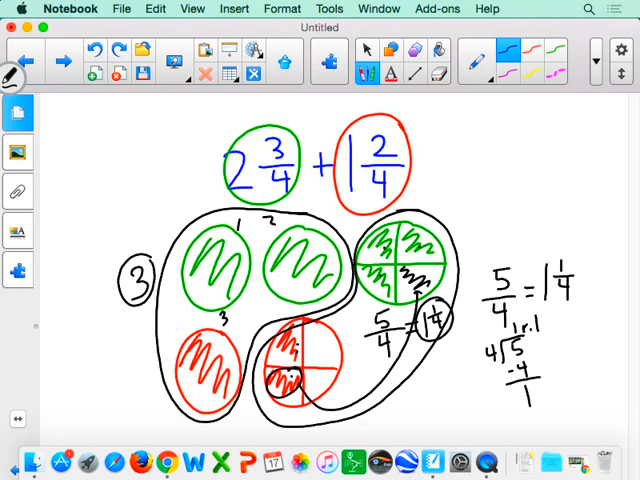 Notebook File Edit View Insert Format Tools Window Add-ons Help
Untitled
2 3/4 + 1 2/4
1 2
3
3
5/4 = 1 1/4
5/4 = 1 1/4
1 r. 1
4 5
-4
1
A
17